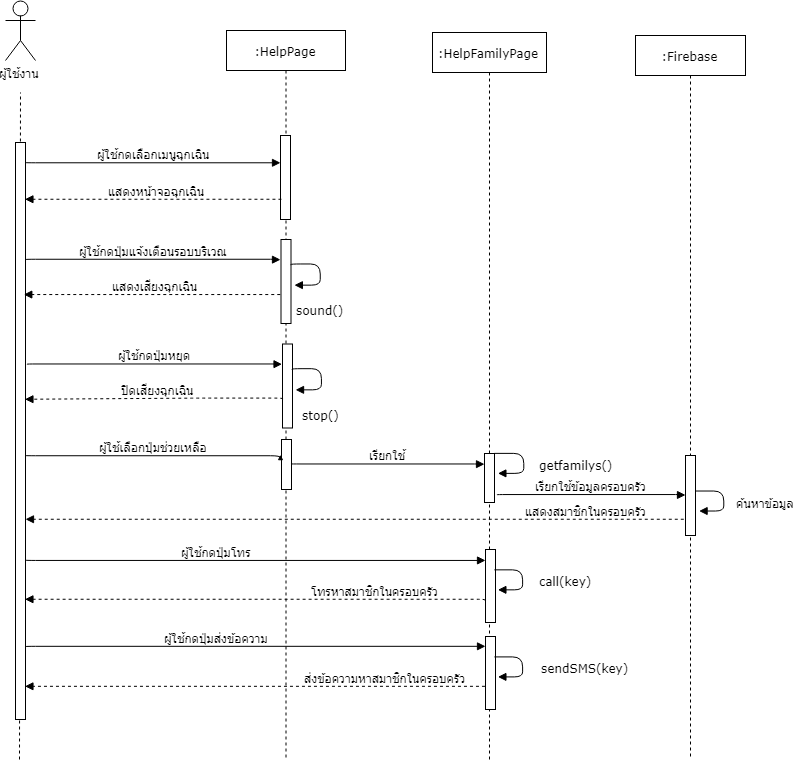 :HelpPage
:HelpFamilyPage
:Firebase
ผู้ใช้งาน
ผู้ใช้กดเลือกเมนูฉุกเฉิน
แสดงหน้าจอฉุกเฉิน
ผู้ใช้กดปุ่มแจ้งเตือนรอบบริเวณ
แสดงเสียงฉุกเฉิน
sound()
ผู้ใช้กดปุ่มหยุด
ปิดเสียงฉุกเฉิน
stop()
ผู้ใช้เลือกปุ่มช่วยเหลือ
เรียกใช้
getfamilys()
เรียกใช้ข้อมูลครอบครัว
ค้นหาข้อมูล
แสดงสมาชิกในครอบครัว
ผู้ใช้กดปุ่มโทร
call(key)
โทรหาสมาชิกในครอบครัว
ผู้ใช้กดปุ่มส่งข้อความ
sendSMS(key)
ส่งข้อความหาสมาชิกในครอบครัว